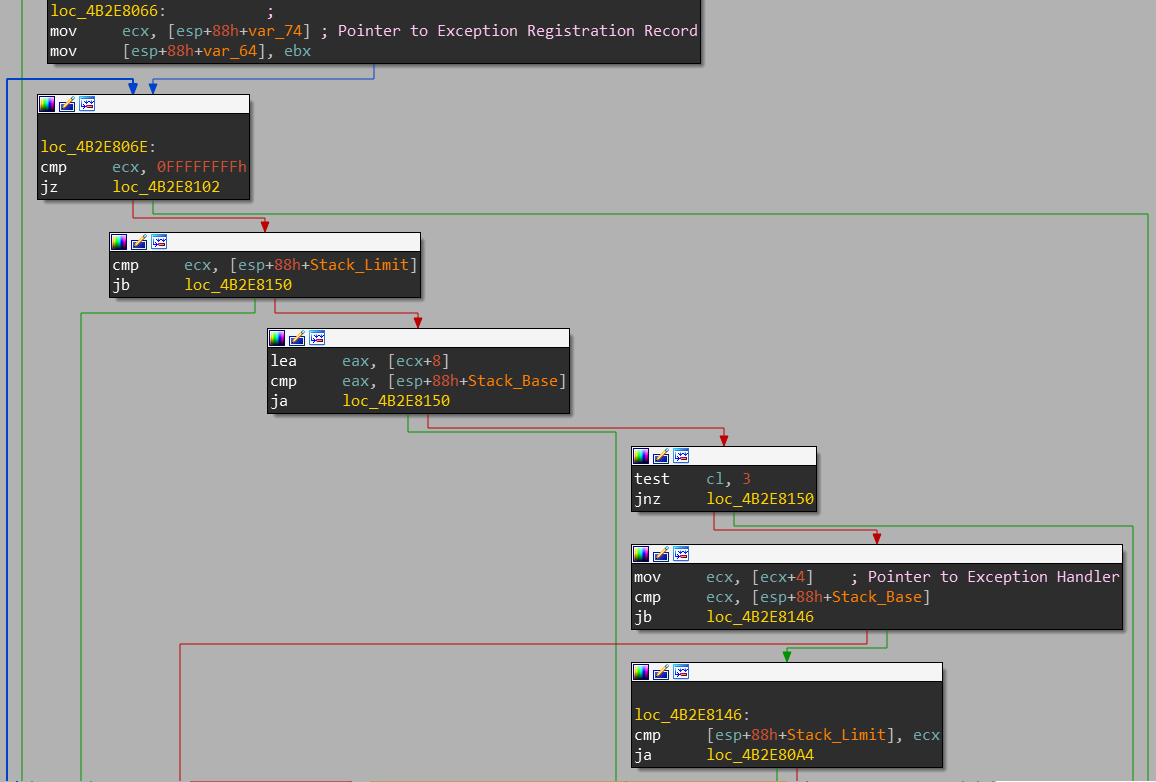 loc_4B2E8066: ;
mov ecx, [esp+88h+var_74] ; Pointer to Exception Registration Record
mov [esp+88h+var_64], ebx
loc_4B2E806E:
cmp ecx, 0FFFFFFFFh
jz loc_4B2E8102
cmp ecx, [esp+88h+Stack_Limit]
jb loc_4B2E8150
lea eax, [ecx+8]
cmp eax, [esp+88h+Stack_Base]
ja loc_4B2E8150
test cl, 3
jnz loc_4B2E8150
mov ecx, [ecx+4] ; Pointer to Exception Handler
cmp ecx, [esp+88h+Stack_Base]
jb loc_4B2E8146
loc_4B2E8146:
cmp [esp+88h+Stack_Limit], ecx
ja loc_4B2E80A4